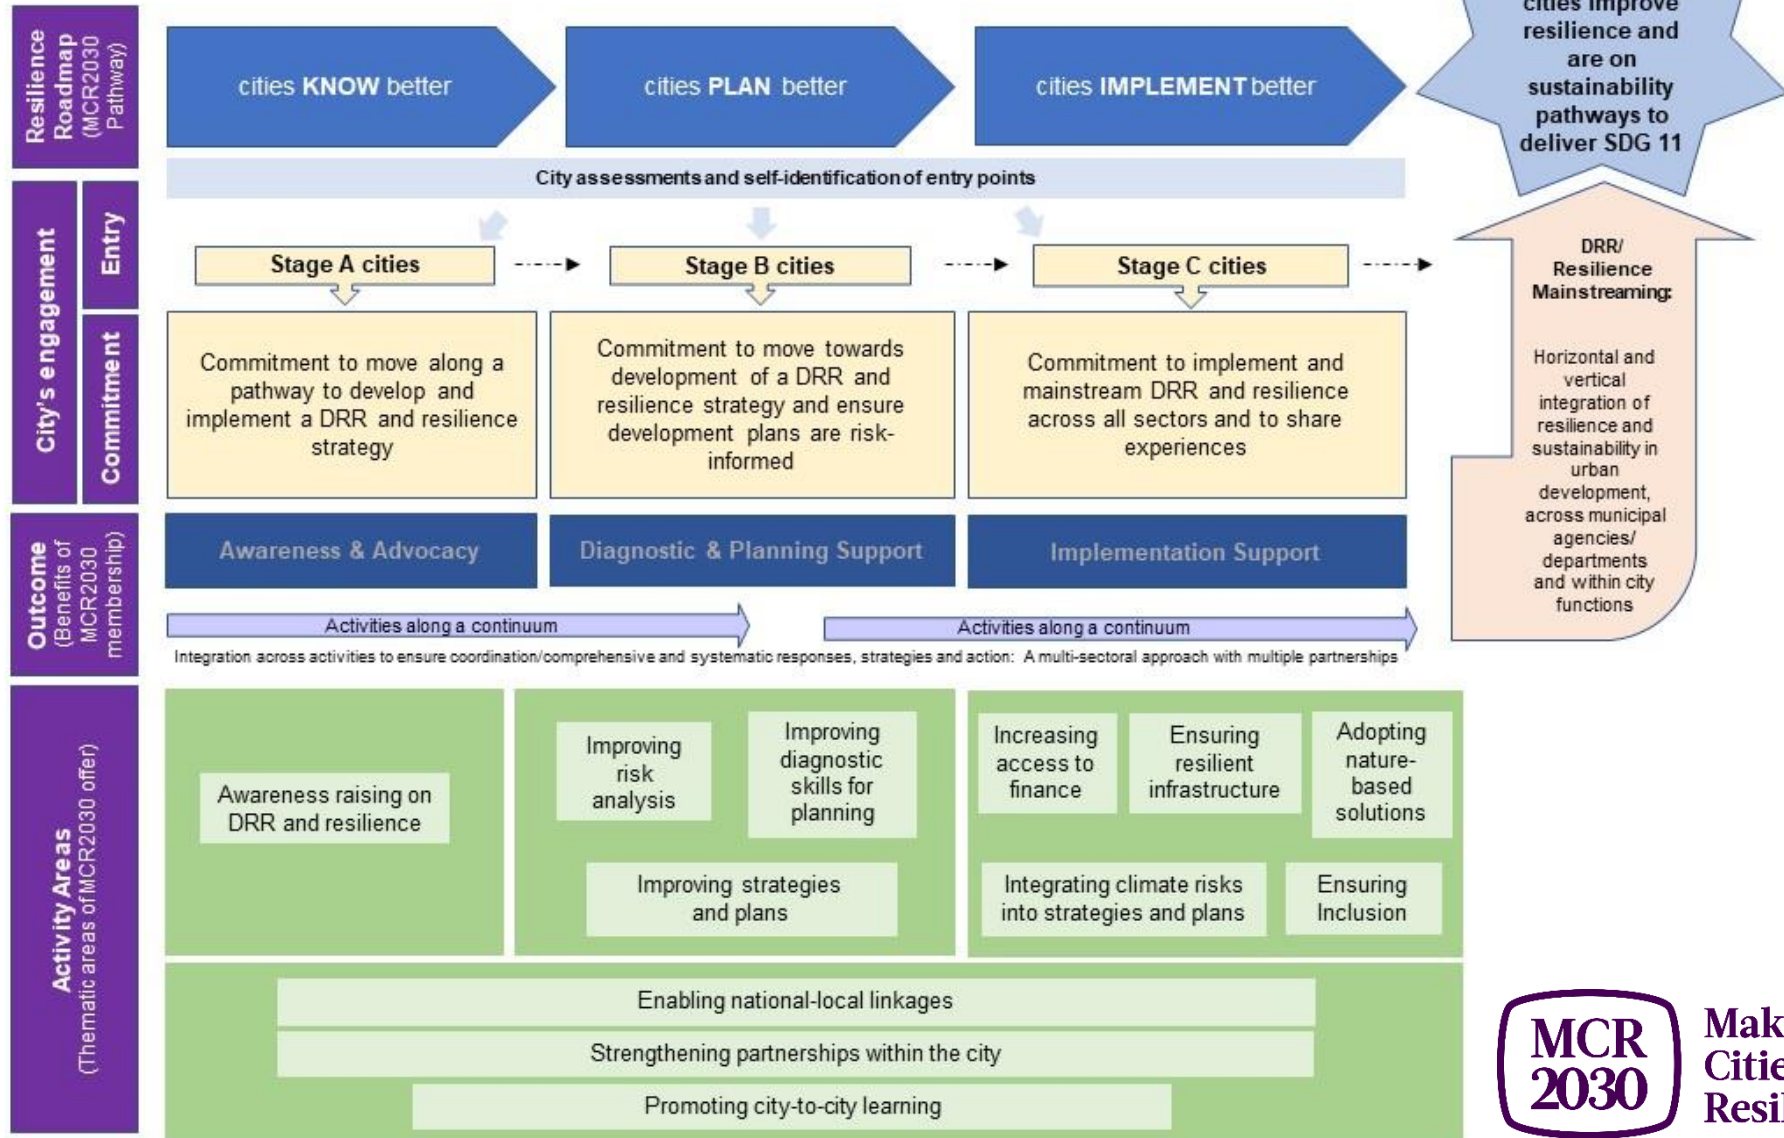 Resilience
Roadmap
(MCR2030
Pathway)
cities KNOW better
cities PLAN better
cities IMPLEMENT better
cities improve
resilience and
are on
sustainability
pathways to
deliver SDG 11
City assessments and self-identification of entry points
City's engagement
Entry
Stage A cities
Stage B cities
Stage C cities
Commitment
Commitment to move along a
pathway to develop and
implement a DRR and resilience
strategy
Commitment to move towards
development of a DRR and
resilience strategy and ensure
development plans are risk-
informed
Commitment to implement and
mainstream DRR and resilience
across all sectors and to share
experiences
DRR/
Resilience
Mainstreaming:
Horizontal and
vertical
integration of
resilience and
sustainability in
urban
development,
across municipal
agencies/
departments
and within city
functions
Outcome
(Benefits of
MCR2030
membership)
Awareness & Advocacy
Diagnostic & Planning Support
Implementation Support
Activities along a continuum
Activities along a continuum
Integration across activities to ensure coordination/comprehensive and systematic responses, strategies and action: A multi-sectoral approach with multiple partnerships
Activity Areas
(Thematic areas of MCR2030 offer)
Awareness raising on
DRR and resilience
Improving
risk
analysis
Improving
diagnostic
skills for
planning
Improving strategies
and plans
Increasing
access to
finance
Ensuring
resilient
infrastructure
Adopting
nature-
based
solutions
Integrating climate risks
into strategies and plans
Ensuring
Inclusion
Enabling national-local linkages
Strengthening partnerships within the city
Promoting city-to-city learning
MCR
2030
Mak
Citie
Resil